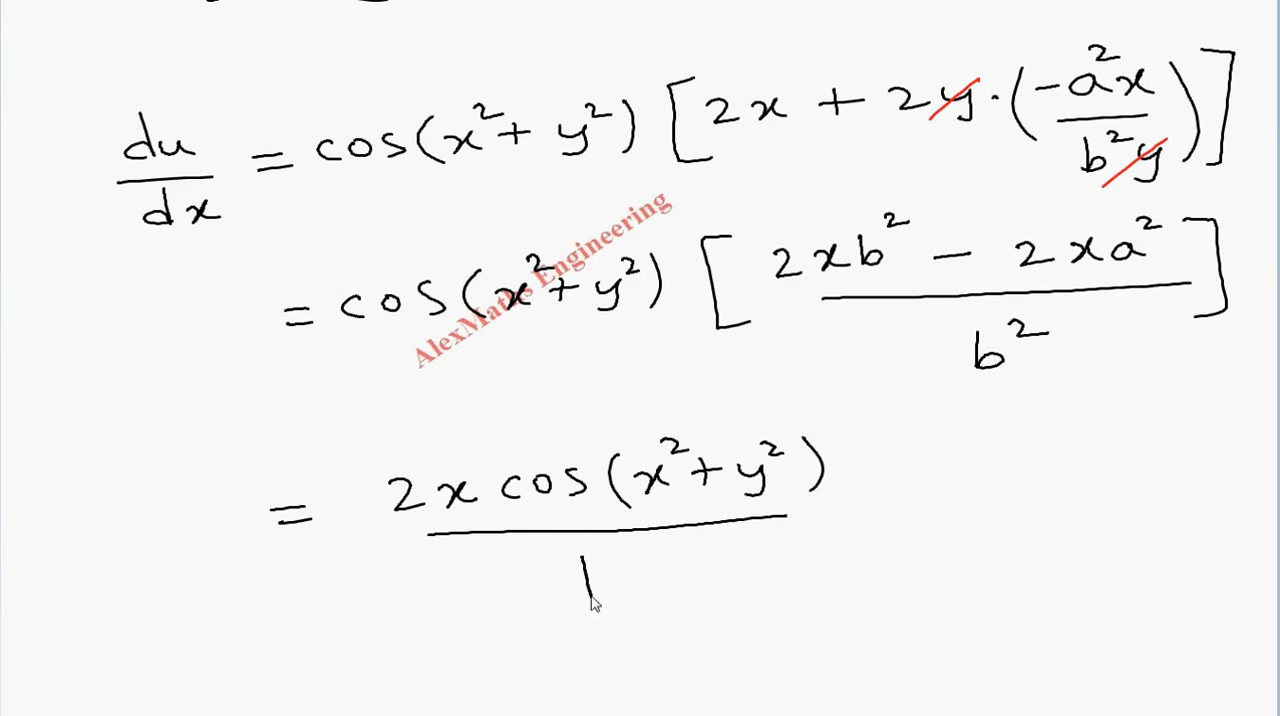 du/dx = cos(x² + y²) [2x + 2y · (-a²x / b²y)]
= cos(x² + y²) [(2xb² - 2xa²) / b²]
AlexMaths Engineering
= 2x cos(x² + y²) /